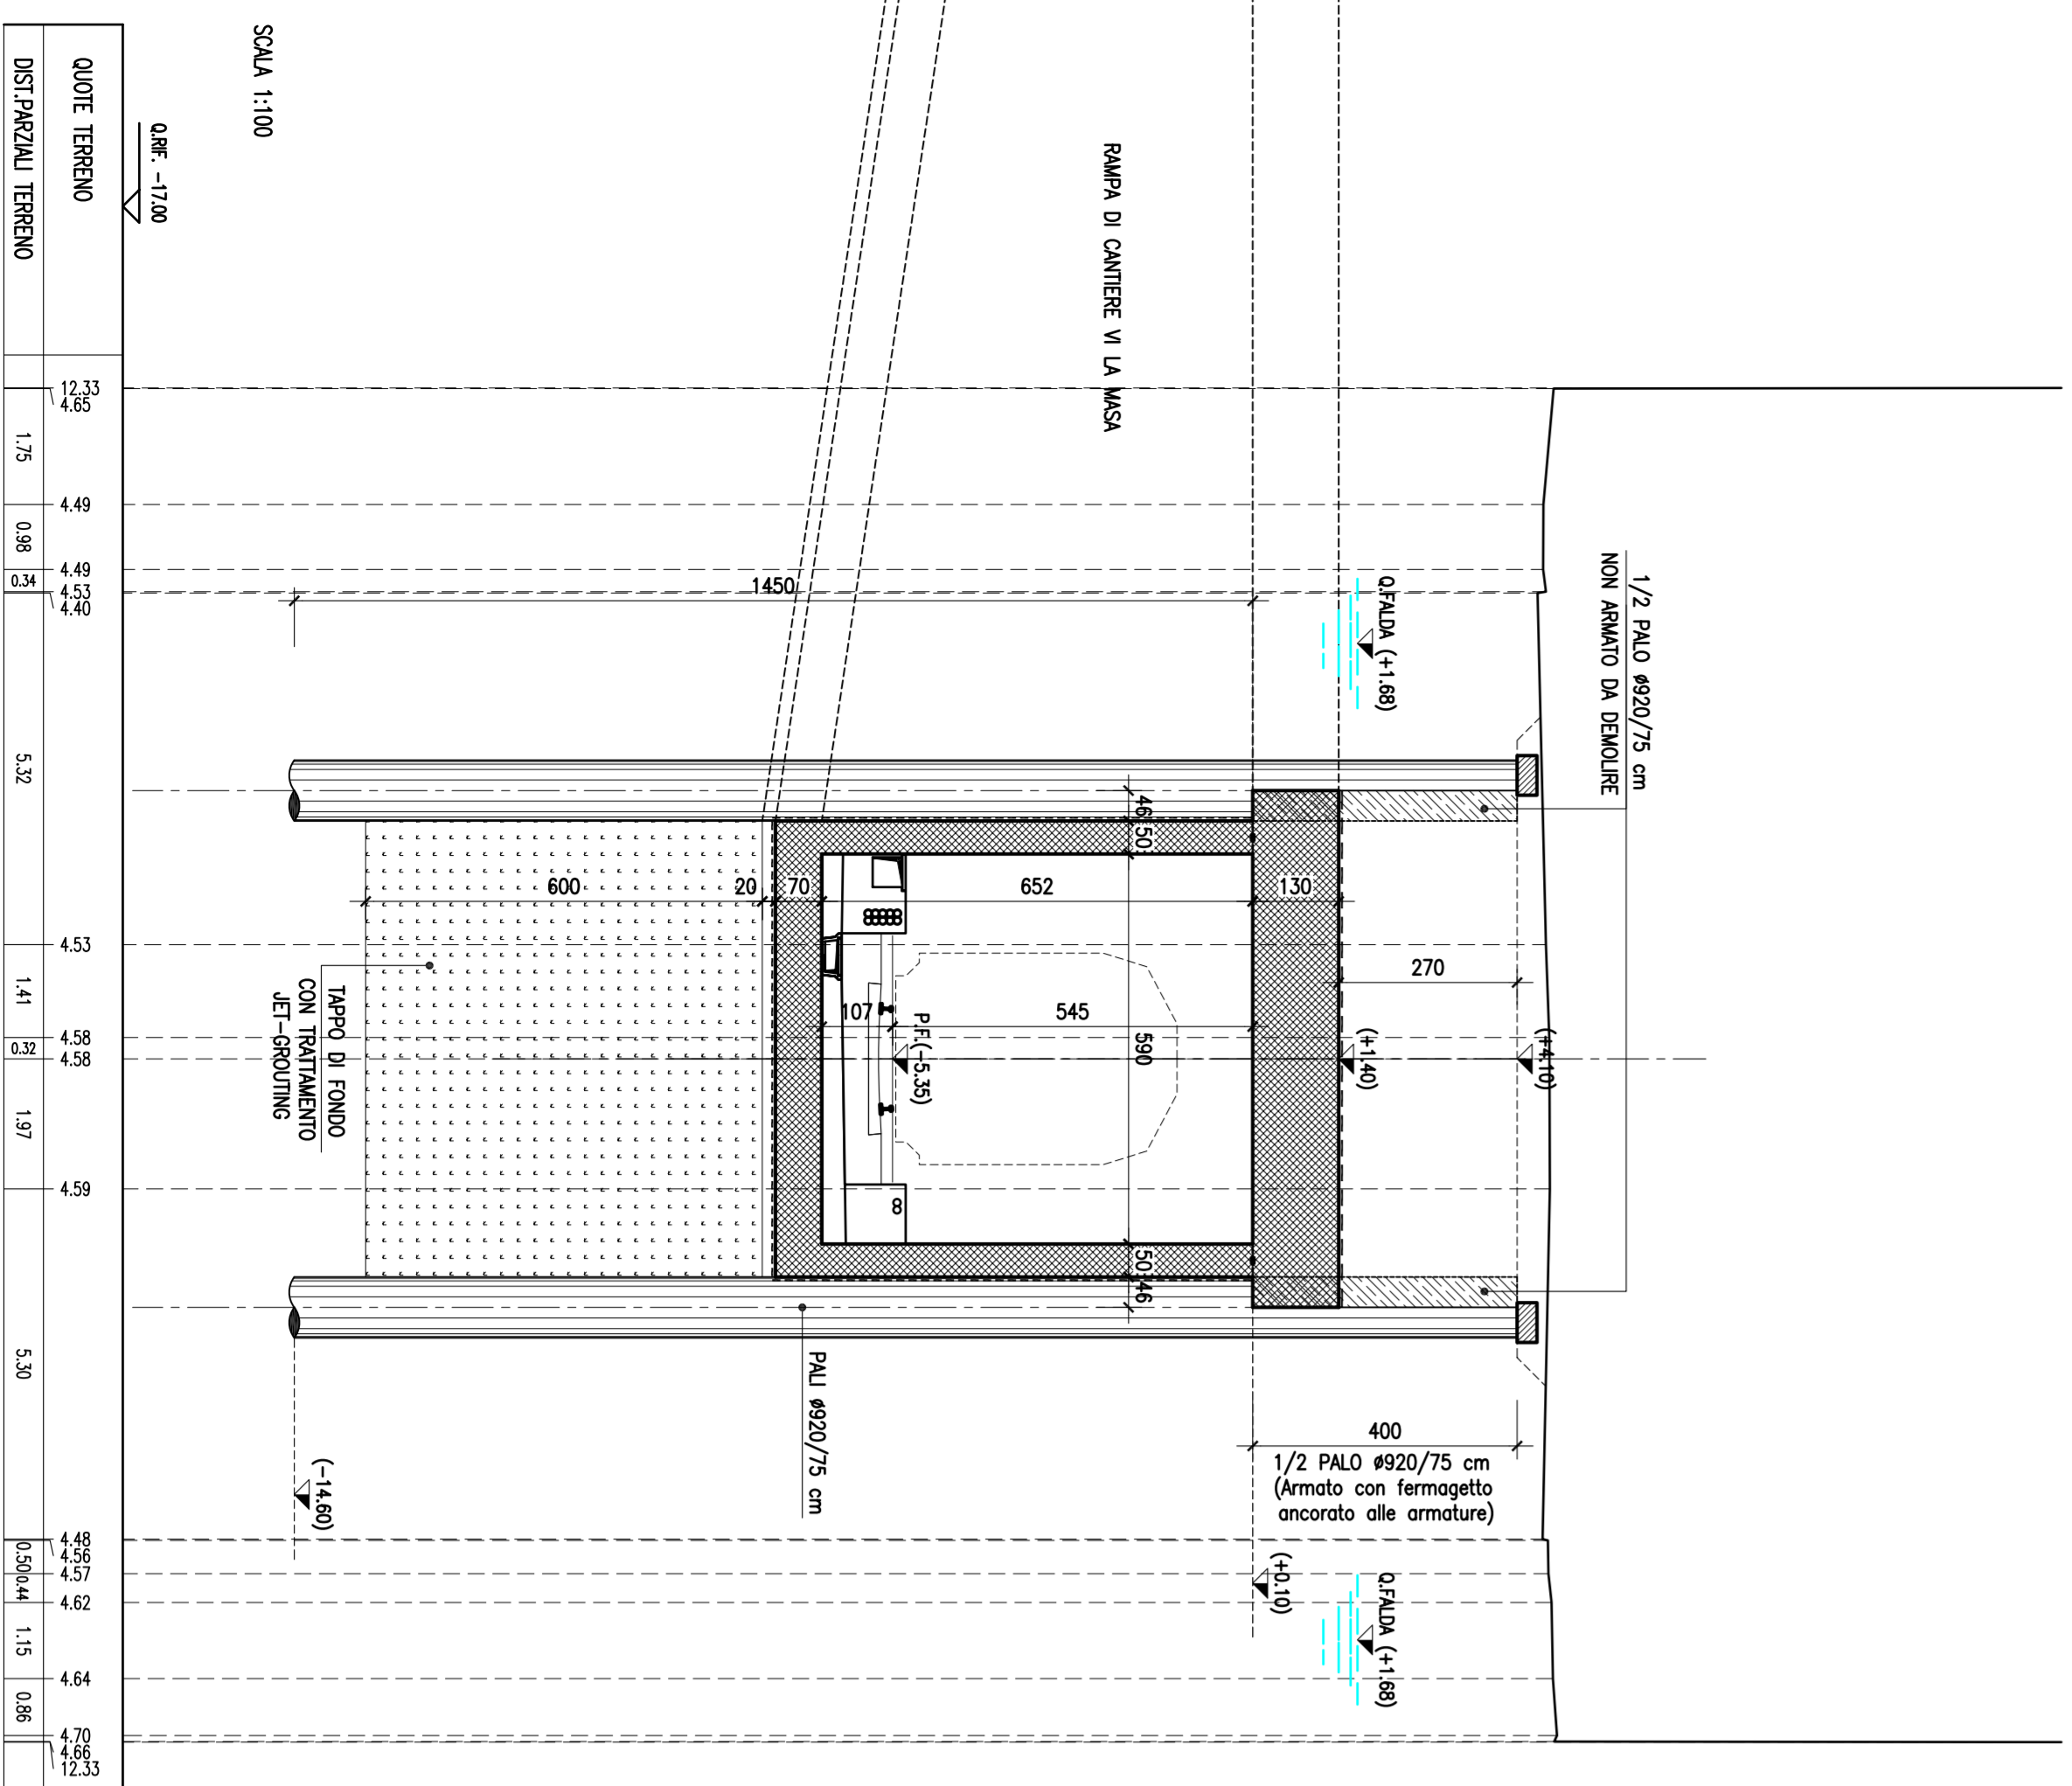 1/2 PALO ø920/75 cm
NON ARMATO DA DEMOLIRE
Q.FALDA (+1.68)
Q.FALDA (+1.68)
(+4.10)
(+1.40)
(+0.10)
270
400
1/2 PALO ø920/75 cm
(Armato con fermagetto
ancorato alle armature)
RAMPA DI CANTIERE VI LA MASA
46
50
590
50
46
130
652
70
20
600
545
107
P.F.(-5.35)
8
1450
PALI ø920/75 cm
TAPPO DI FONDO
CON TRATTAMENTO
JET-GROUTING
(-14.60)
SCALA 1:100
Q.RIF. -17.00
QUOTE TERRENO
12.33
4.65
4.49
4.49
4.53
4.40
4.53
4.58
4.58
4.59
4.48
4.56
4.57
4.62
4.64
4.70
4.66
12.33
DIST.PARZIALI TERRENO
1.75
0.98
0.34
5.32
1.41
0.32
1.97
5.30
0.50
0.44
1.15
0.86